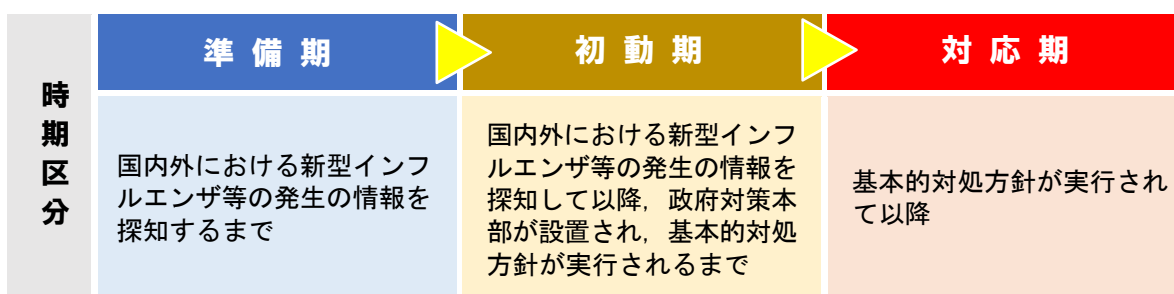 時期区分
準備期
初動期
対応期
国内外における新型インフ
ルエンザ等の発生の情報を
探知するまで
国内外における新型インフ
ルエンザ等の発生の情報を
探知して以降，政府対策本
部が設置され，基本的対処
方針が実行されるまで
基本的対処方針が実行され
て以降